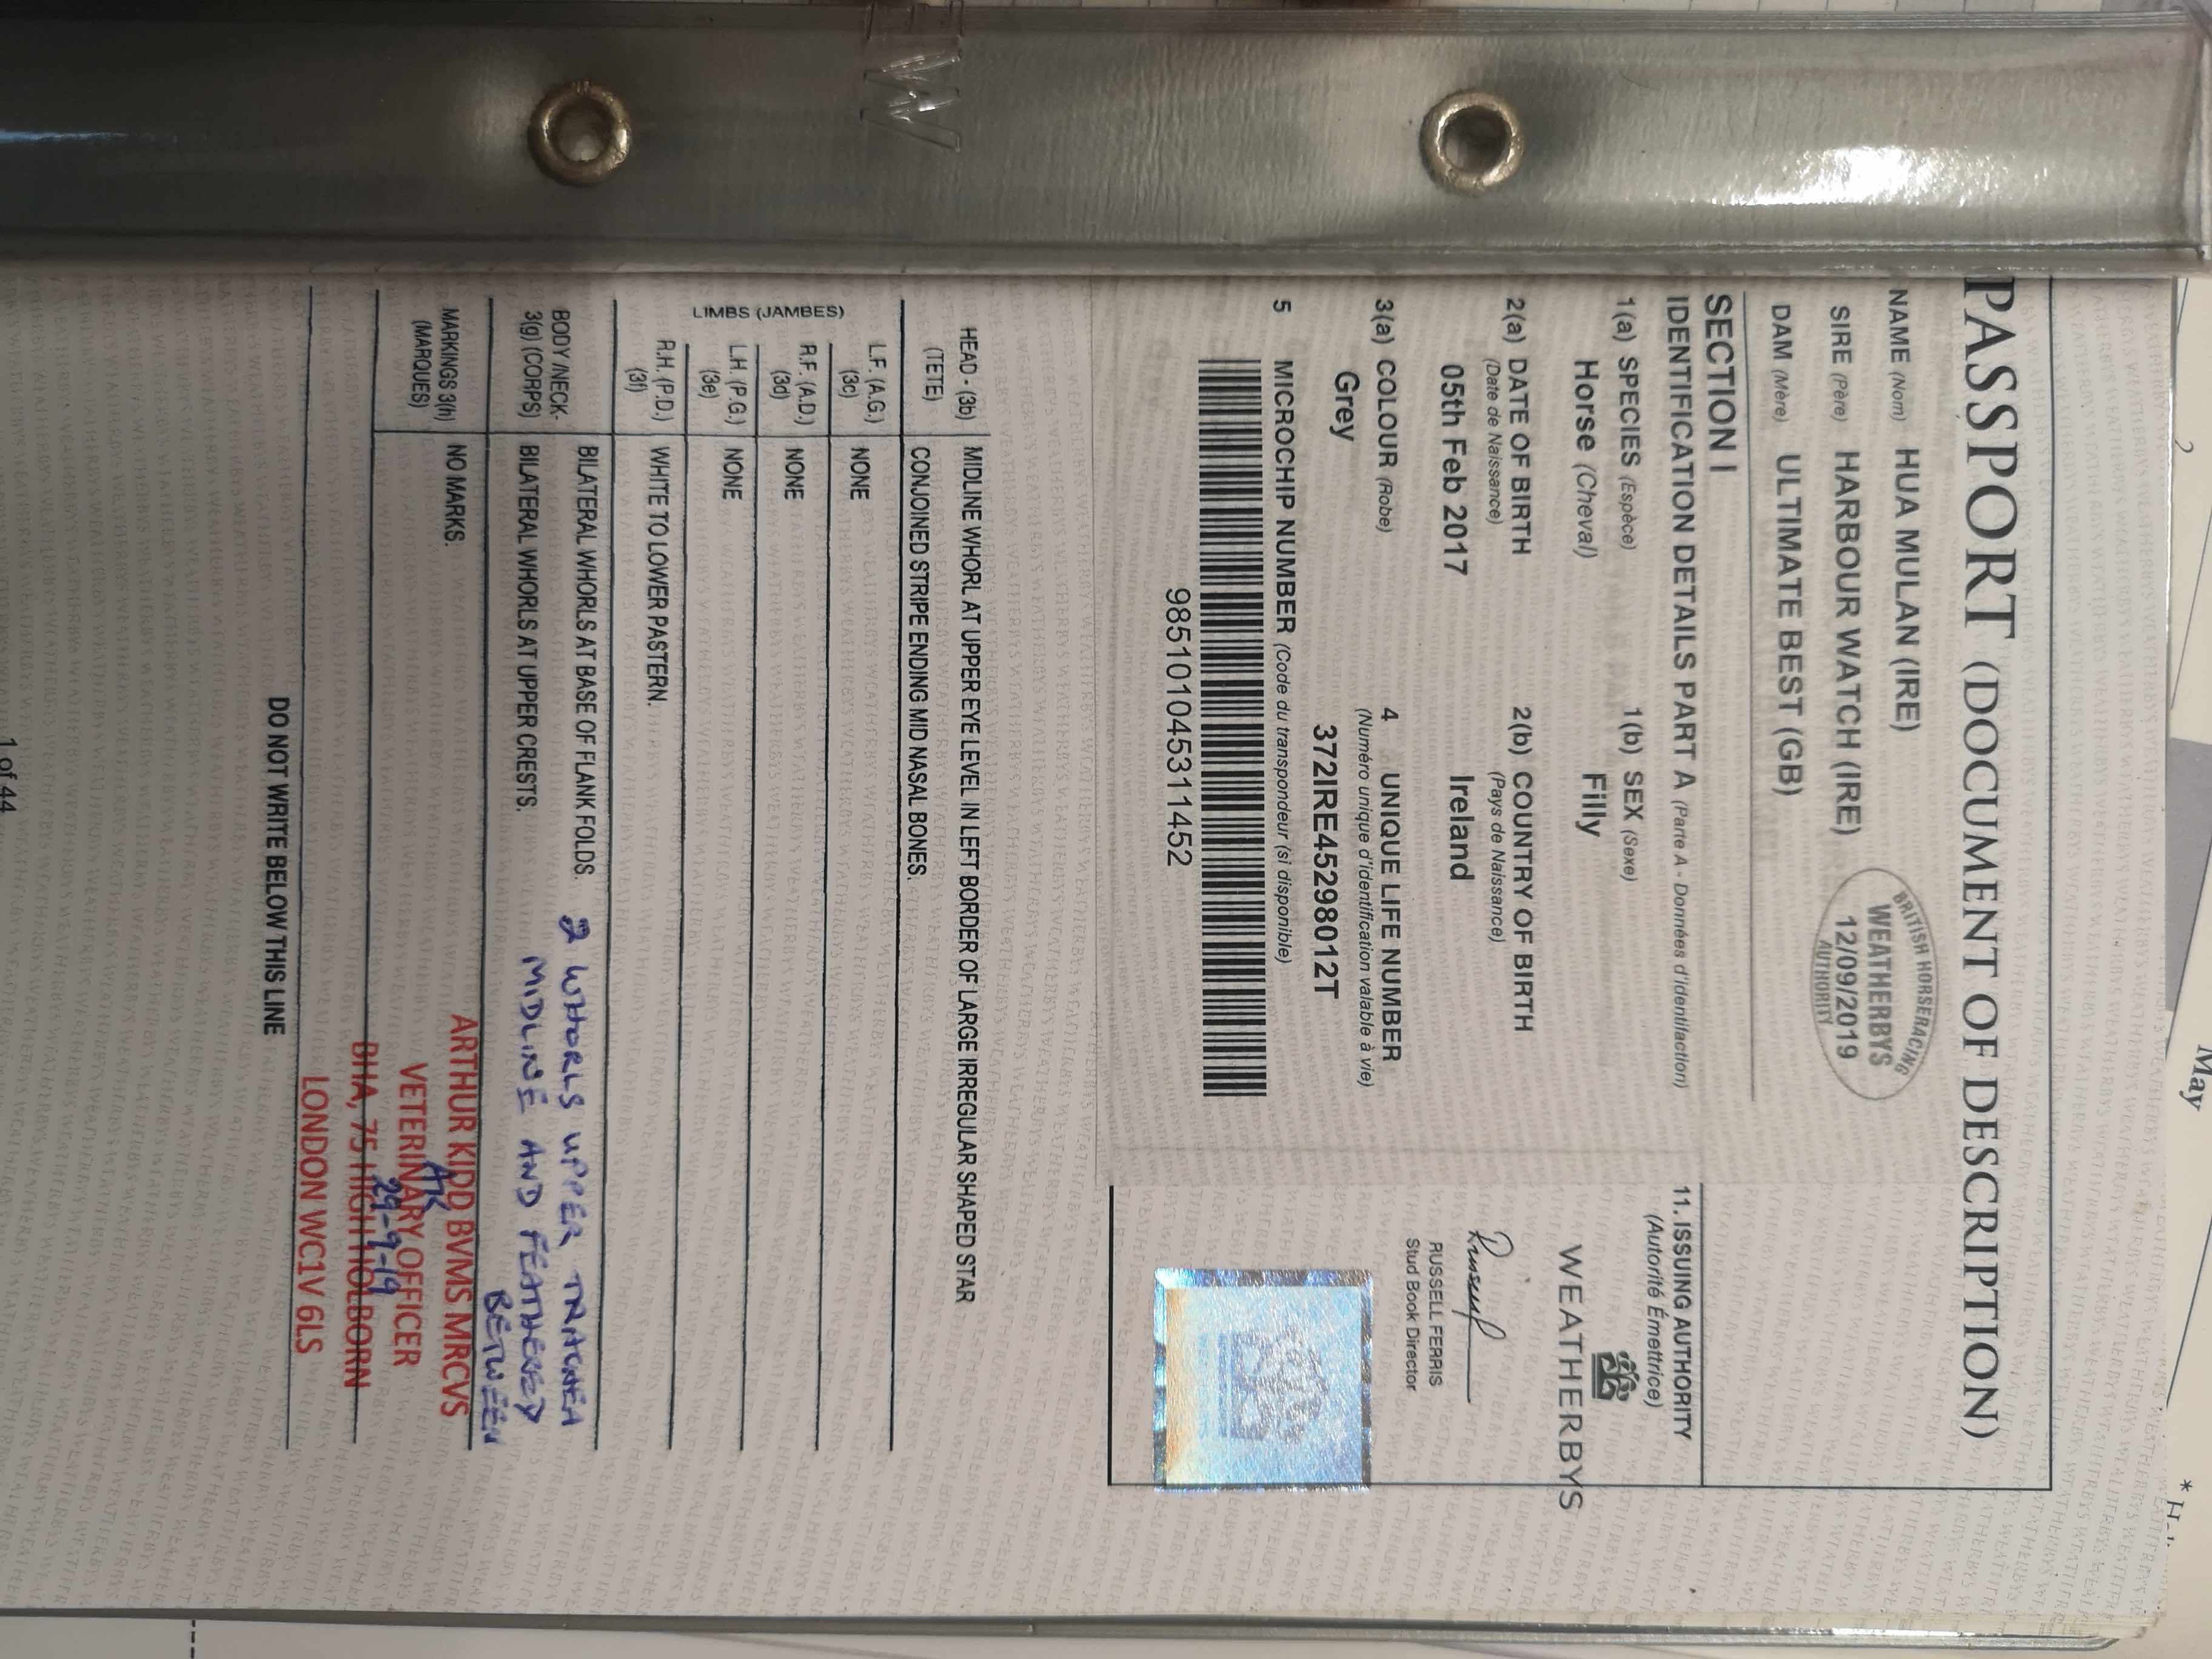 PASSPORT (DOCUMENT OF DESCRIPTION)
NAME (Nom) HUA MULAN (IRE)
SIRE (Père) HARBOUR WATCH (IRE)
DAM (Mère) ULTIMATE BEST (GB)
BRITISH HORSERACING
WEATHERBYS
12/09/2019
AUTHORITY
SECTION I
IDENTIFICATION DETAILS PART A (Partie A - Données d'identifaction)
1(a) SPECIES (Espèce) 1(b) SEX (Sexe)
Horse (Cheval) Filly
2(a) DATE OF BIRTH 2(b) COUNTRY OF BIRTH
(Date de Naissance) (Pays de Naissance)
05th Feb 2017 Ireland
3(a) COLOUR (Robe) 4 UNIQUE LIFE NUMBER
(Numéro unique d'identification valable à vie)
Grey 372IRE45298012T
5 MICROCHIP NUMBER (Code du transpondeur (si disponible)
985101045311452
11. ISSUING AUTHORITY
(Autorité Émettrice)
WEATHERBYS
RUSSELL FERRIS
Stud Book Director
HEAD - (3b) MIDLINE WHORL AT UPPER EYE LEVEL IN LEFT BORDER OF LARGE IRREGULAR SHAPED STAR
(TETE) CONJOINED STRIPE ENDING MID NASAL BONES.
LIMBS (JAMBES)
L.F. (A.G.) NONE
(3c)
R.F. (A.D.) NONE
(3d)
L.H. (P.G.) NONE
(3e)
R.H. (P.D.) WHITE TO LOWER PASTERN.
(3f)
BODY/NECK- BILATERAL WHORLS AT BASE OF FLANK FOLDS. 2 WHORLS UPPER TRACHEA
3(g) (CORPS) BILATERAL WHORLS AT UPPER CRESTS. MIDLINE AND FEATHERED
BETWEEN
MARKINGS 3(h) NO MARKS.
(MARQUES)
ARTHUR KIDD BVMS MRCVS
AK
VETERINARY OFFICER
29-9-19
BHA, 75 HIGH HOLBORN
LONDON WC1V 6LS
DO NOT WRITE BELOW THIS LINE
1 of 44
May